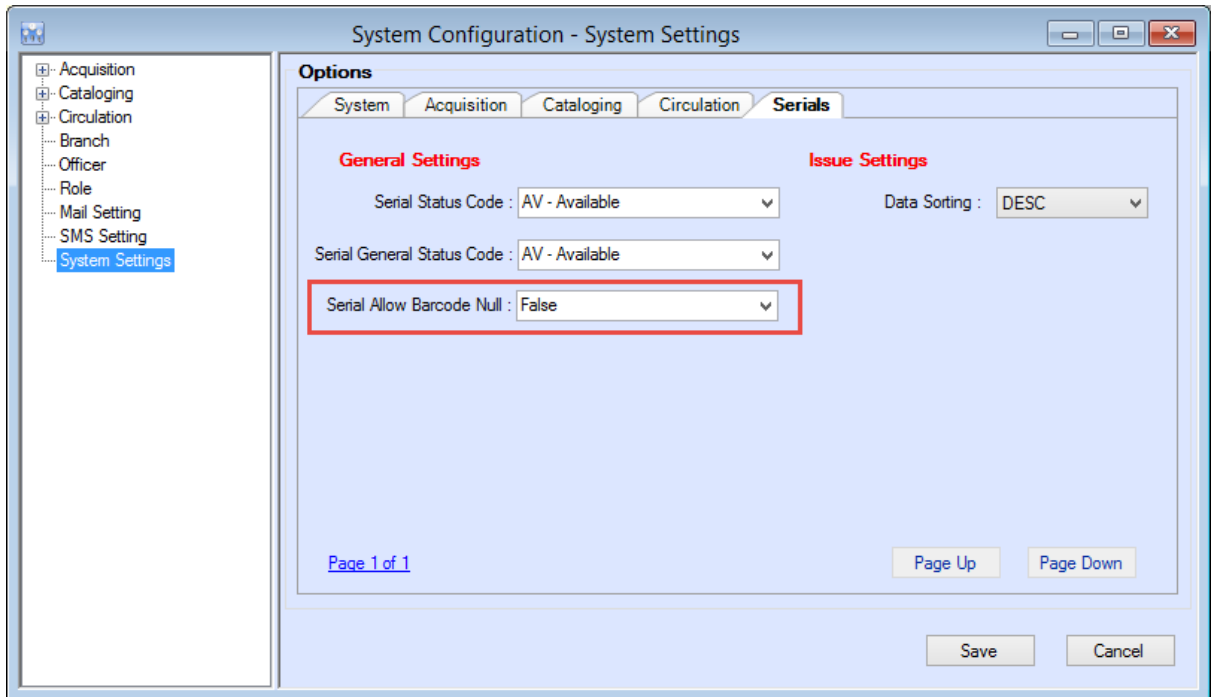 System Configuration - System Settings
Acquisition
Cataloging
Circulation
Branch
Officer
Role
Mail Setting
SMS Setting
System Settings
Options
System Acquisition Cataloging Circulation Serials
General Settings Issue Settings
Serial Status Code : AV - Available Data Sorting : DESC
Serial General Status Code : AV - Available
Serial Allow Barcode Null : False
Page 1 of 1 Page Up Page Down
Save Cancel